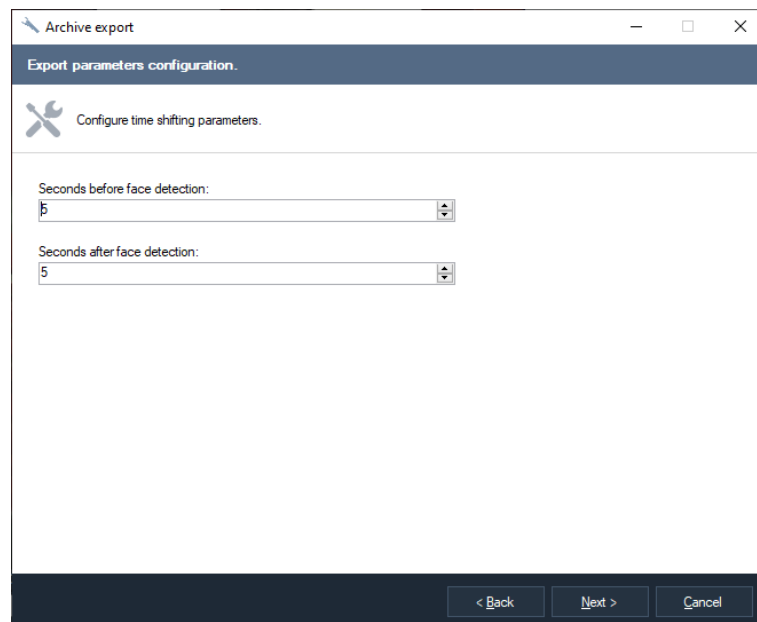 Archive export
Export parameters configuration.
Configure time shifting parameters.
Seconds before face detection:
5
Seconds after face detection:
5
< Back Next > Cancel